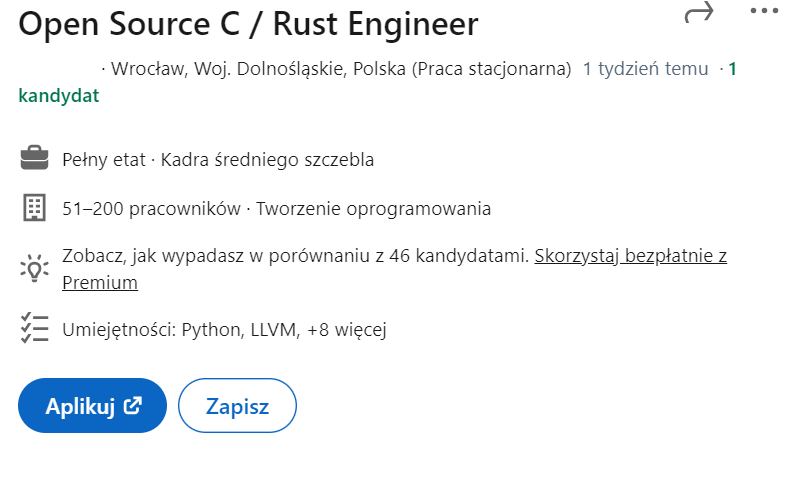 Open Source C / Rust Engineer
· Wrocław, Woj. Dolnośląskie, Polska (Praca stacjonarna) 1 tydzień temu · 1
kandydat
Pełny etat · Kadra średniego szczebla
51–200 pracowników · Tworzenie oprogramowania
Zobacz, jak wypadasz w porównaniu z 46 kandydatami. Skorzystaj bezpłatnie z
Premium
Umiejętności: Python, LLVM, +8 więcej
Aplikuj
Zapisz